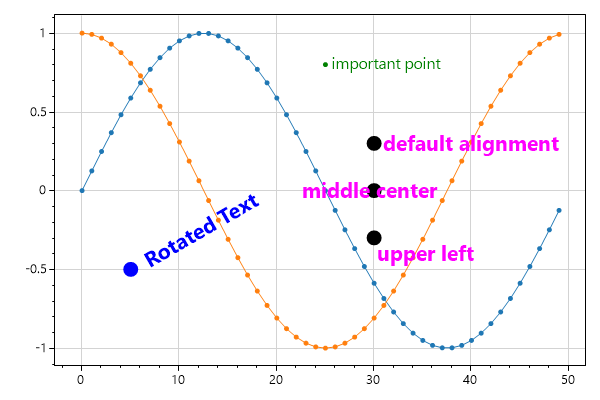 1
important point
0.5
default alignment
0
middle center
Rotated Text
upper left
-0.5
-1
0
10
20
30
40
50